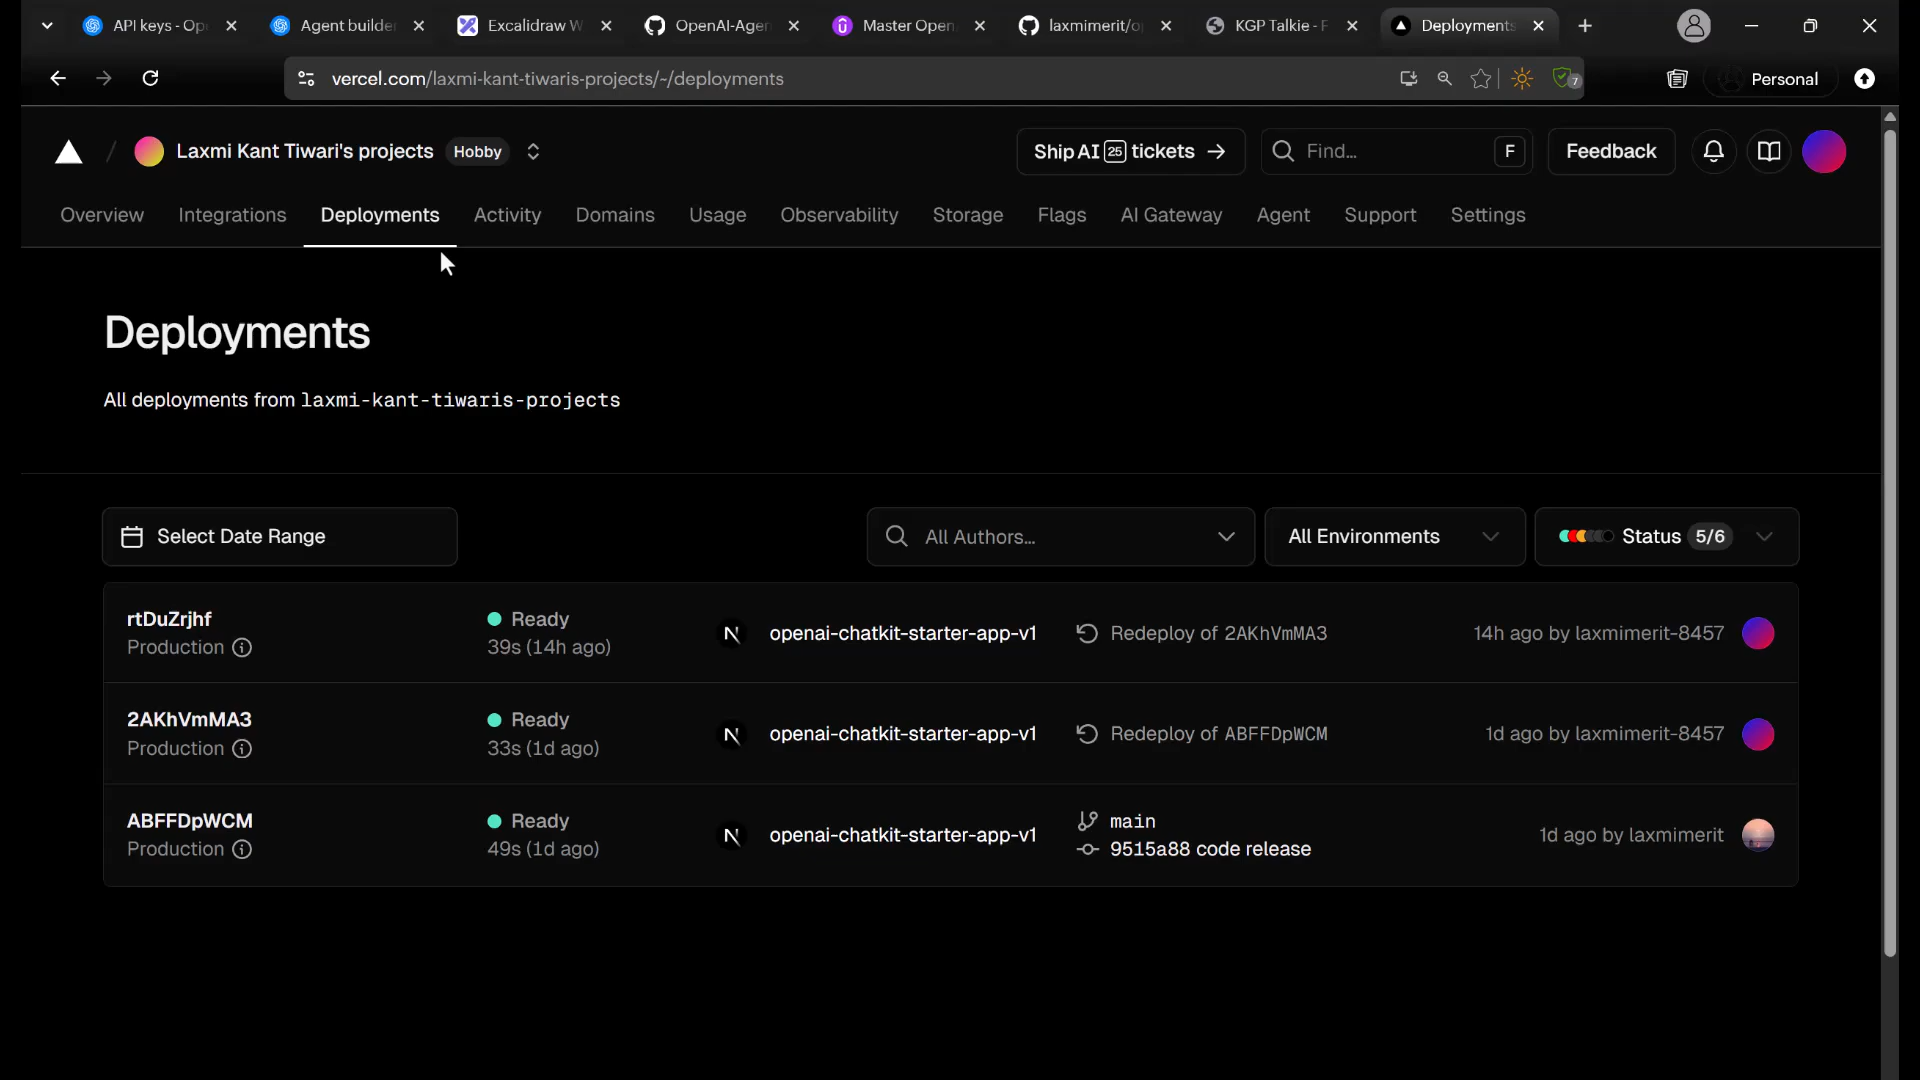 API keys - Op
Agent builde
Excalidraw W
OpenAI-Agen
Master Open
laxmimerit/o
KGP Talkie - F
Deployments
vercel.com/laxmi-kant-tiwaris-projects/~/deployments
7
Personal
Laxmi Kant Tiwari's projects
Hobby
Ship AI 25 tickets →
Find...
F
Feedback
Overview
Integrations
Deployments
Activity
Domains
Usage
Observability
Storage
Flags
AI Gateway
Agent
Support
Settings
Deployments
All deployments from laxmi-kant-tiwaris-projects
Select Date Range
All Authors...
All Environments
Status 5/6
rtDuZrjhf
Production
Ready
39s (14h ago)
openai-chatkit-starter-app-v1
Redeploy of 2AKhVmMA3
14h ago by laxmimerit-8457
2AKhVmMA3
Production
Ready
33s (1d ago)
openai-chatkit-starter-app-v1
Redeploy of ABFFDpWCM
1d ago by laxmimerit-8457
ABFFDpWCM
Production
Ready
49s (1d ago)
openai-chatkit-starter-app-v1
main
9515a88 code release
1d ago by laxmimerit